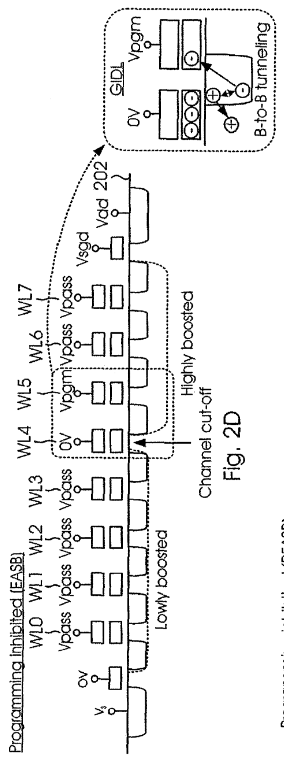 Programming Inhibited (EASB)
WL0 WL1 WL2 WL3 WL4 WL5 WL6 WL7
Vs 0V Vpass Vpass Vpass Vpass 0V Vpgm Vpass Vpass Vsgd Vdd 202
Lowly boosted
Highly boosted
Channel cut-off
Fig. 2D
GIDL
0V Vpgm
B-to-B tunneling